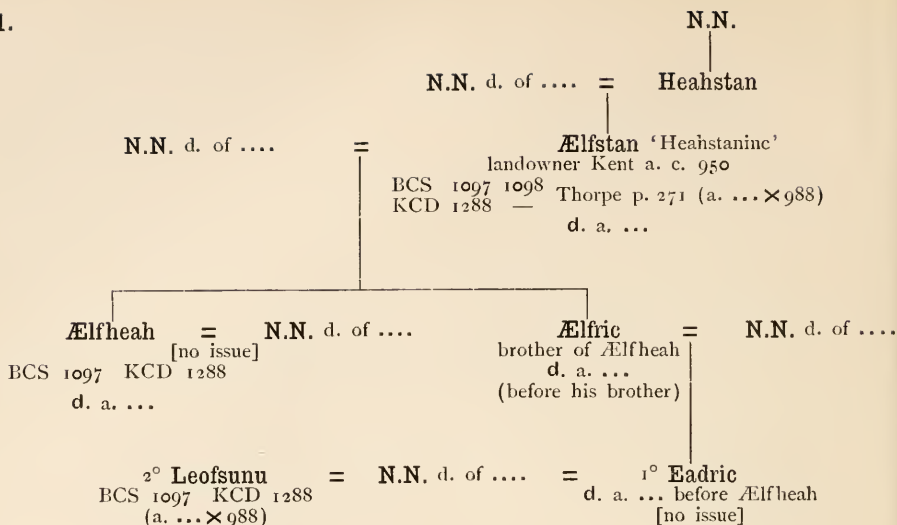 1.
N.N.
N.N. d. of .... = Heahstan
N.N. d. of .... = Ælfstan 'Heahstaninc'
landowner Kent a. c. 950
BCS 1097 1098
KCD 1288 — Thorpe p. 271 (a. ... × 988)
d. a. ...
Ælfheah = N.N. d. of .... Ælfric = N.N. d. of ....
[no issue] brother of Ælfheah
BCS 1097 KCD 1288 d. a. ...
d. a. ... (before his brother)
2° Leofsunu = N.N. d. of .... = 1° Eadric
BCS 1097 KCD 1288 d. a. ... before Ælfheah
(a. ... × 988) [no issue]